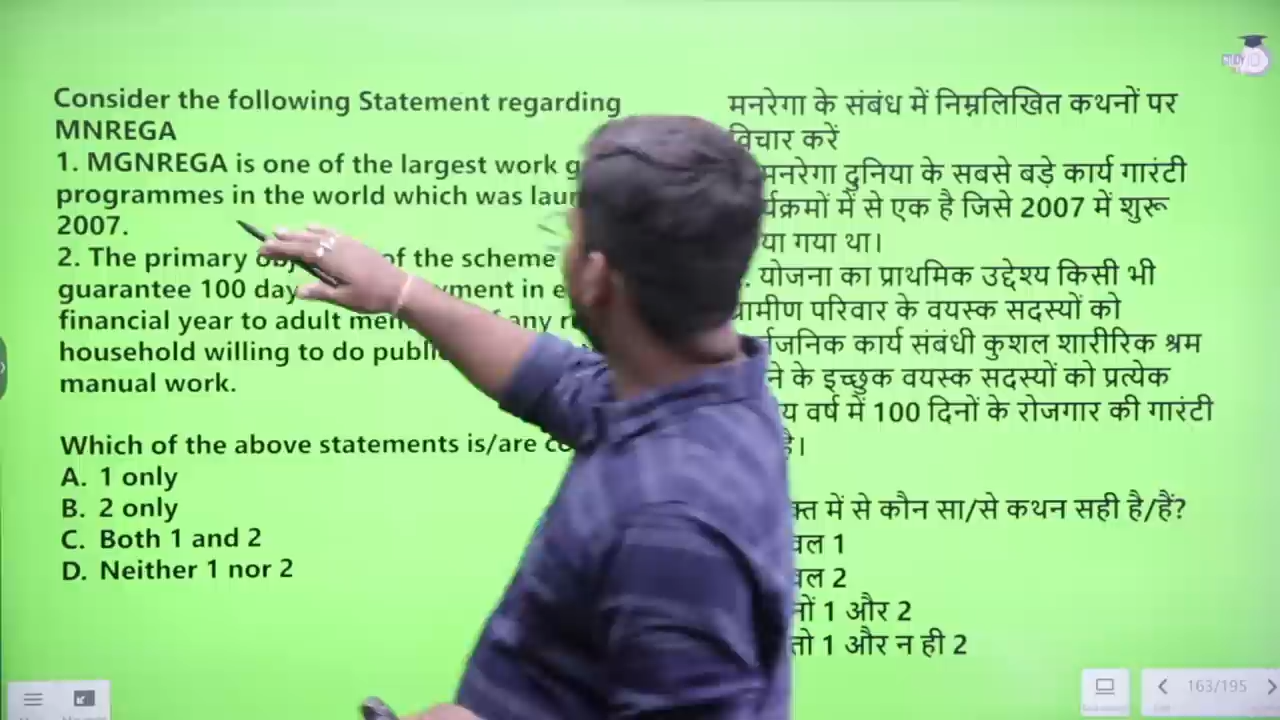 Consider the following Statement regarding
MNREGA
1. MGNREGA is one of the largest work
programmes in the world which was
2007.
2. The primary of the scheme
guarantee 100 in
financial year to adult any
household willing to do
manual work.
Which of the above statements is/are
A. 1 only
B. 2 only
C. Both 1 and 2
D. Neither 1 nor 2
मनरेगा के संबंध में निम्नलिखित कथनों पर
विचार करें
मनरेगा दुनिया के सबसे बड़े कार्य गारंटी
में से एक है जिसे 2007 में शुरू
गया था।
योजना का प्राथमिक उद्देश्य किसी भी
परिवार के वयस्क सदस्यों को
कार्य संबंधी कुशल शारीरिक श्रम
के इच्छुक वयस्क सदस्यों को प्रत्येक
वर्ष में 100 दिनों के रोजगार की गारंटी
है।
में से कौन सा/से कथन सही है/हैं?
1
2
1 और 2
तो 1 और न ही 2
163/195